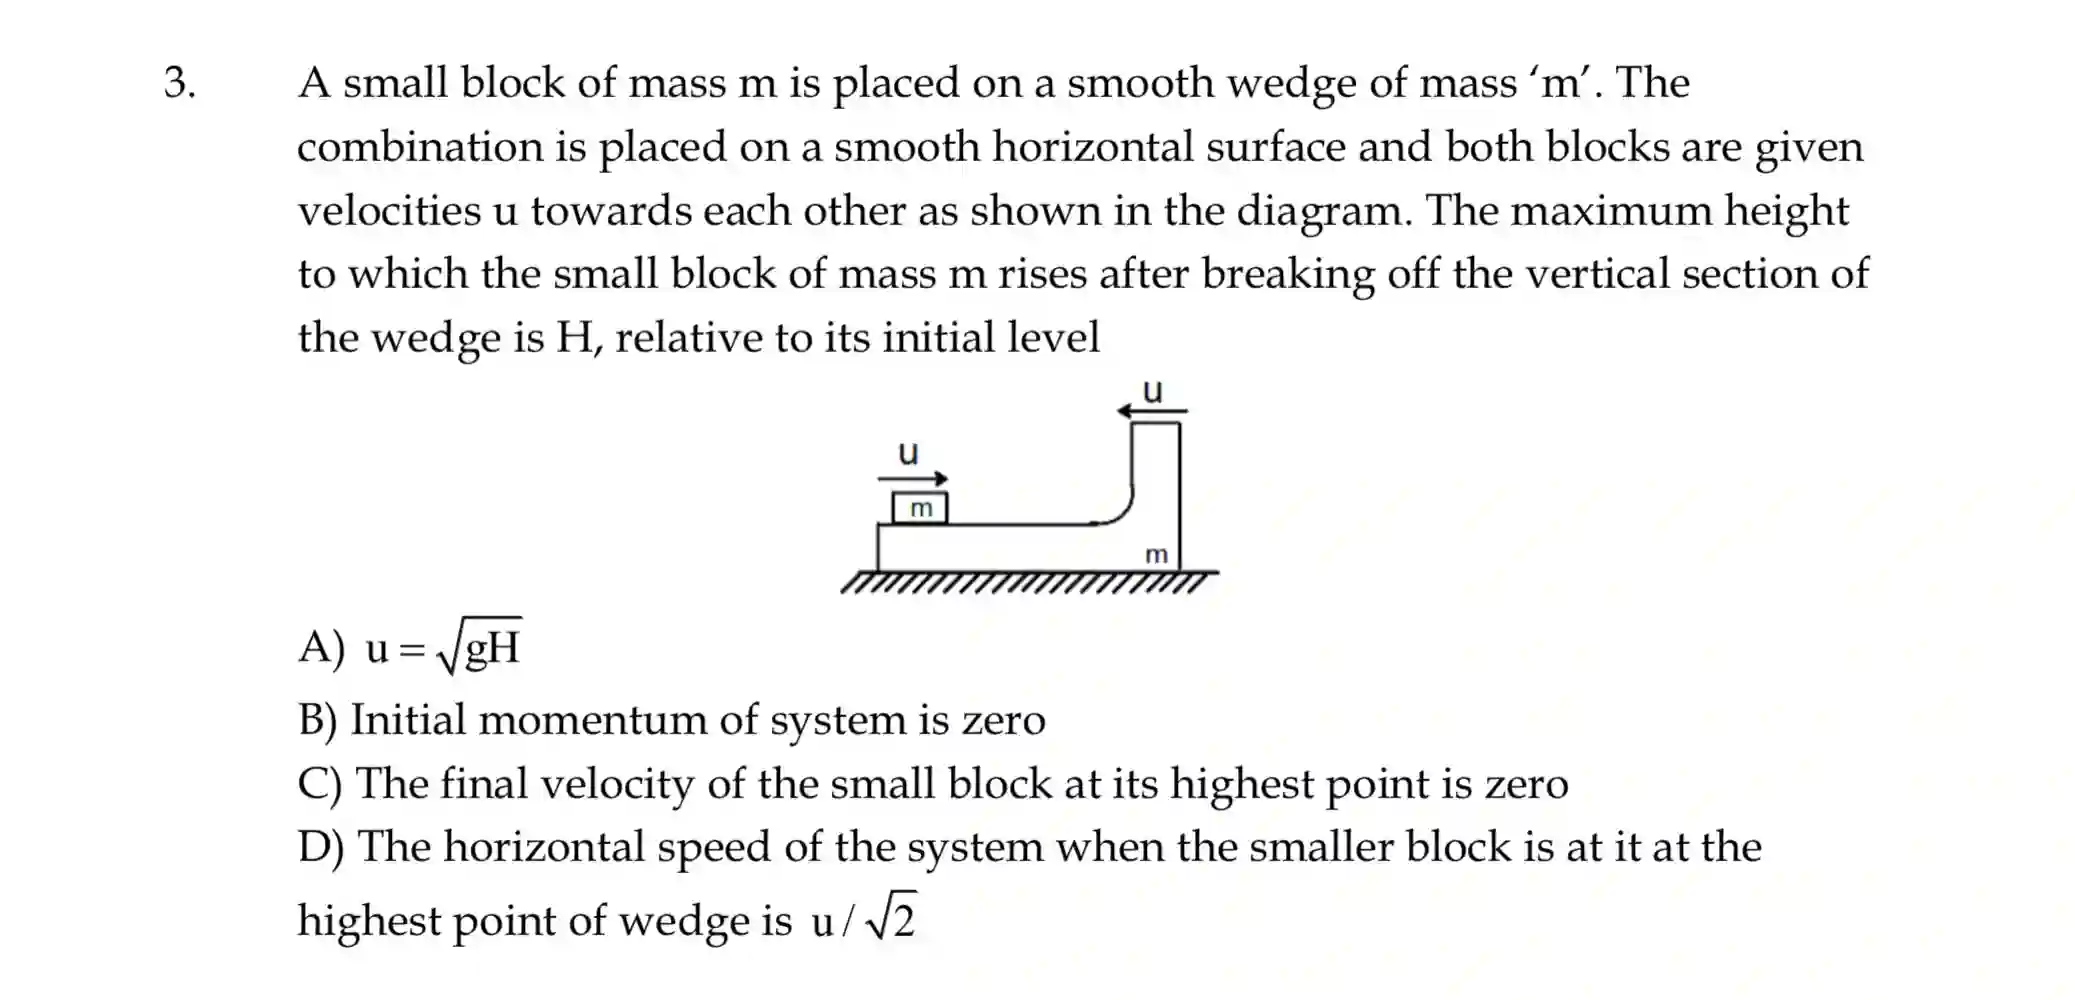 3. A small block of mass m is placed on a smooth wedge of mass ‘m’. The
combination is placed on a smooth horizontal surface and both blocks are given
velocities u towards each other as shown in the diagram. The maximum height
to which the small block of mass m rises after breaking off the vertical section of
the wedge is H, relative to its initial level
u
u
m
m
A) u = √gH
B) Initial momentum of system is zero
C) The final velocity of the small block at its highest point is zero
D) The horizontal speed of the system when the smaller block is at it at the
highest point of wedge is u / √2